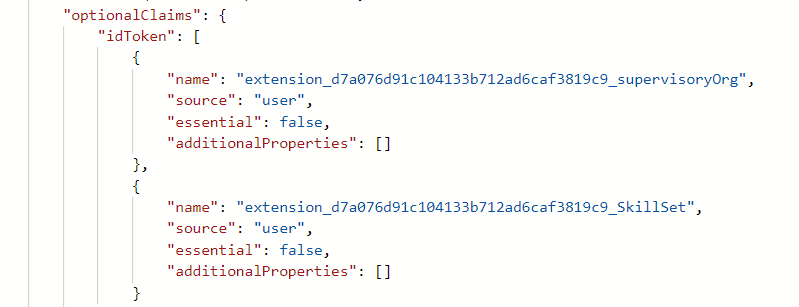 "optionalClaims": {
"idToken": [
{
"name": "extension_d7a076d91c104133b712ad6caf3819c9_supervisoryOrg",
"source": "user",
"essential": false,
"additionalProperties": []
},
{
"name": "extension_d7a076d91c104133b712ad6caf3819c9_SkillSet",
"source": "user",
"essential": false,
"additionalProperties": []
}